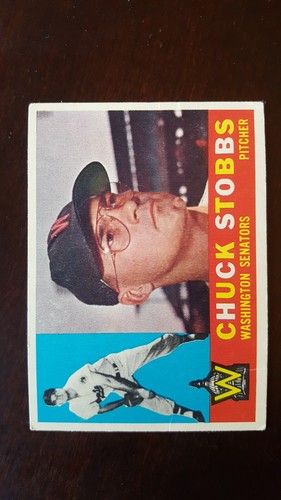 CHUCK STOBBS
WASHINGTON SENATORS
PITCHER
W
W